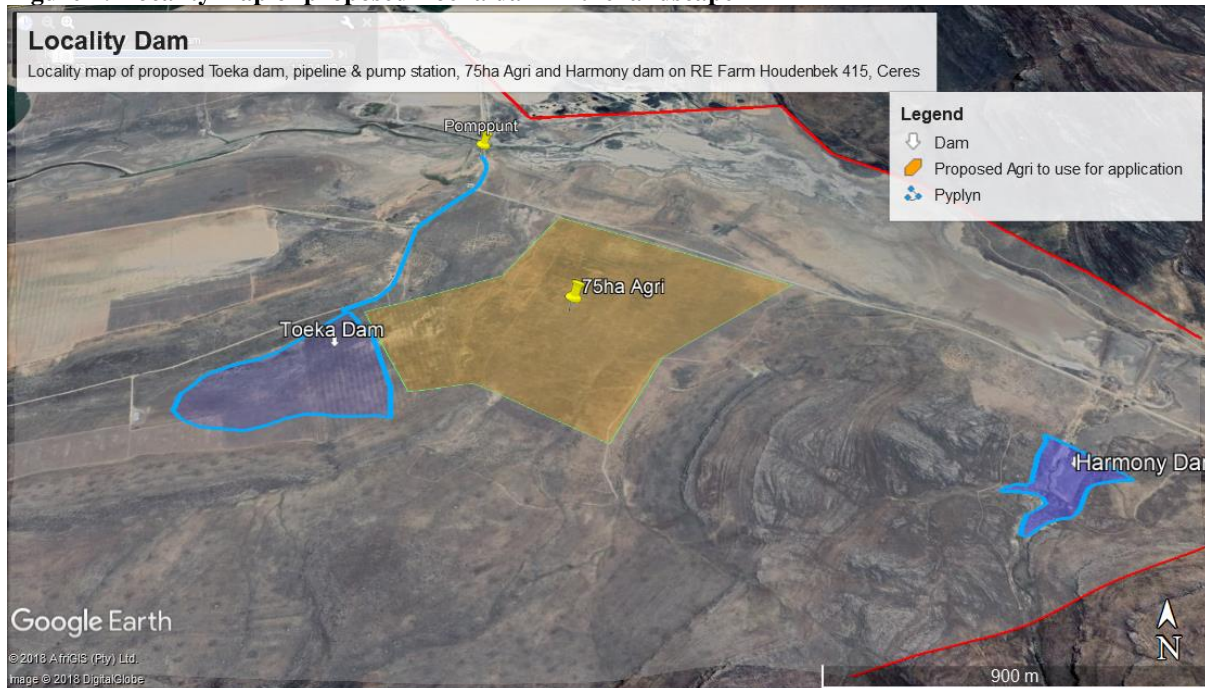 Locality Dam
Locality map of proposed Toeka dam, pipeline & pump station, 75ha Agri and Harmony dam on RE Farm Houdenbek 415, Ceres
Legend
Dam
Proposed Agri to use for application
Pyplyn
Pomppunt
75ha Agri
Toeka Dam
Harmony Da
Google Earth
© 2018 AfriGIS (Pty) Ltd.
Image © 2018 DigitalGlobe
900 m
N